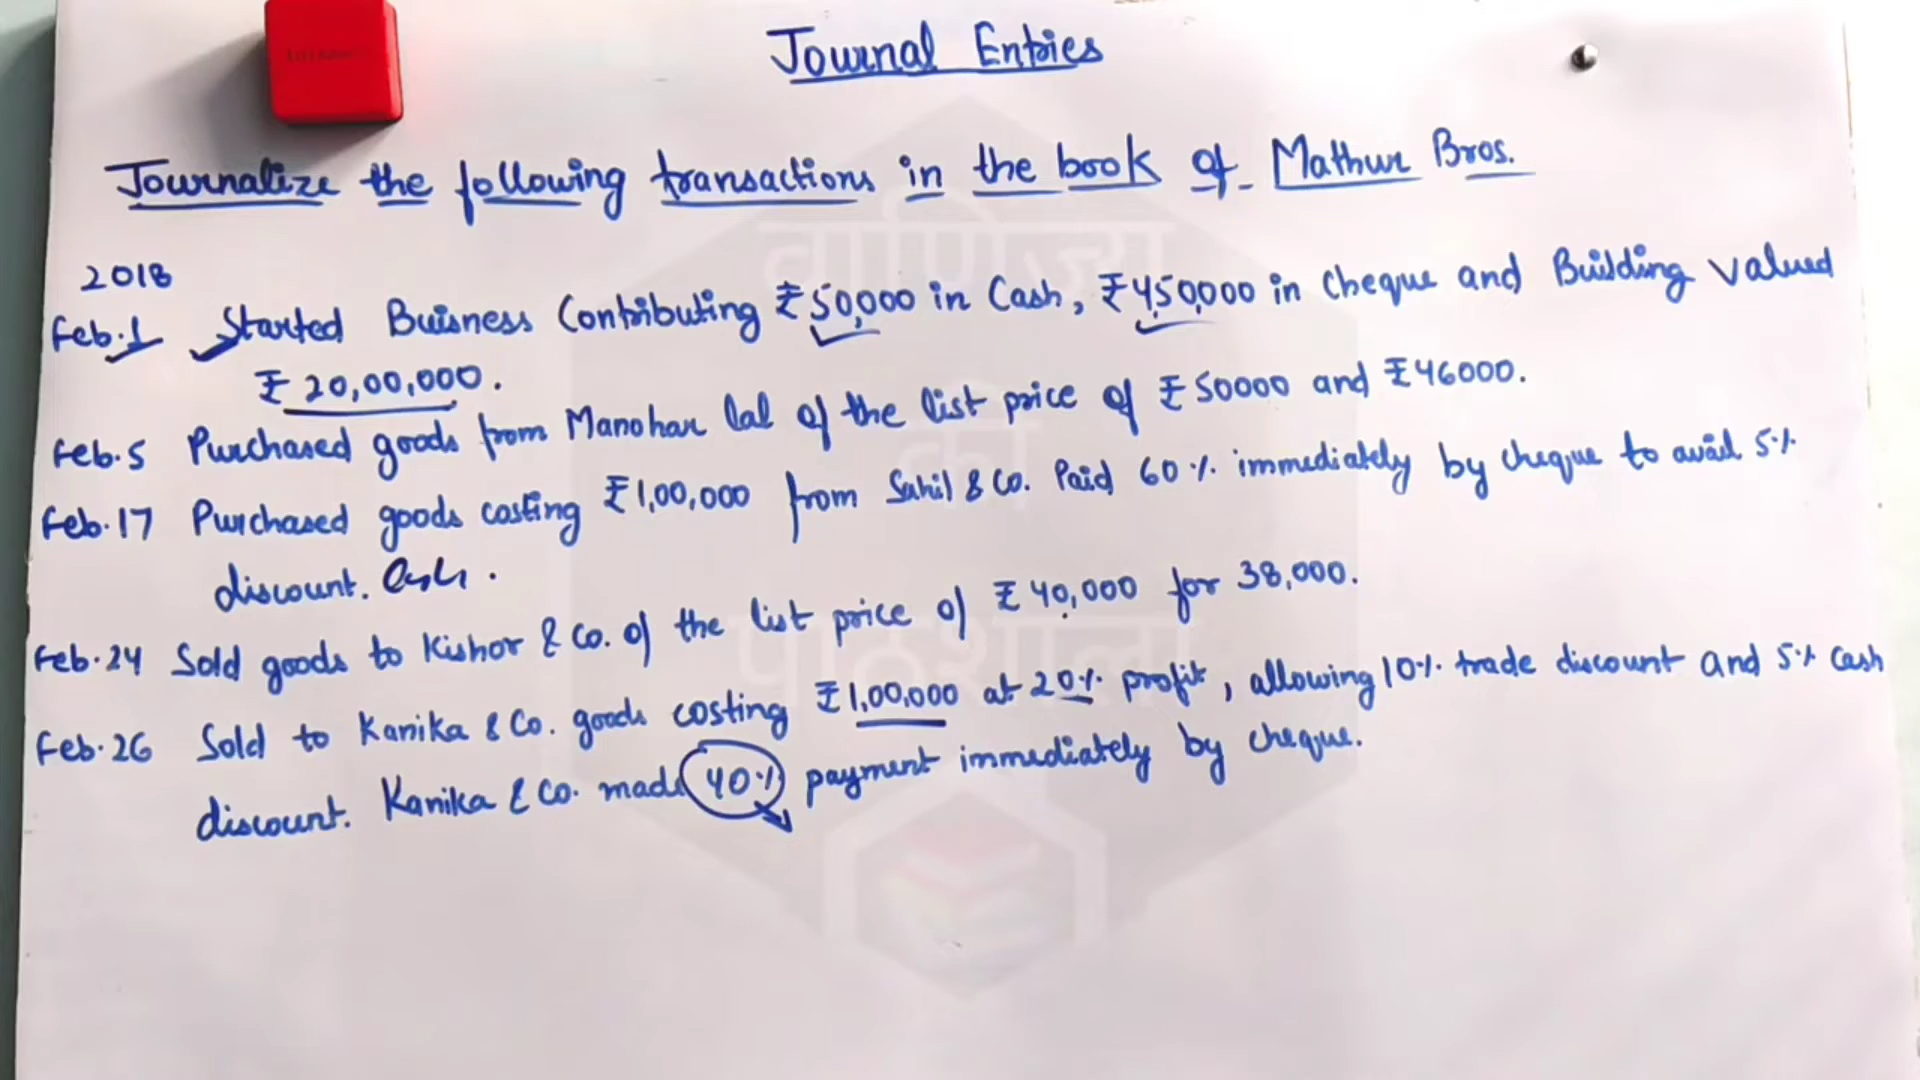 Journal Entries
Journalize the following transactions in the book of Mathur Bros.
2018
Feb.1 Started Buisness Contributing ₹50,000 in Cash, ₹450,000 in Cheque and Building valued
₹ 20,00,000.
Feb.5 Purchased goods from Manohar lal of the list price of ₹50000 and ₹46000.
Feb.17 Purchased goods costing ₹1,00,000 from Sahil & Co. Paid 60% immediately by cheque to avail 5%
discount. Cash.
Feb.24 Sold goods to Kishor & Co. of the list price of ₹40,000 for 38,000.
Feb.26 Sold to Kanika & Co. goods costing ₹1,00,000 at 20% profit, allowing 10% trade discount and 5% Cash
discount. Kanika & Co. made 40% payment immediately by cheque.
वाणिज्य
की
पाठशाला